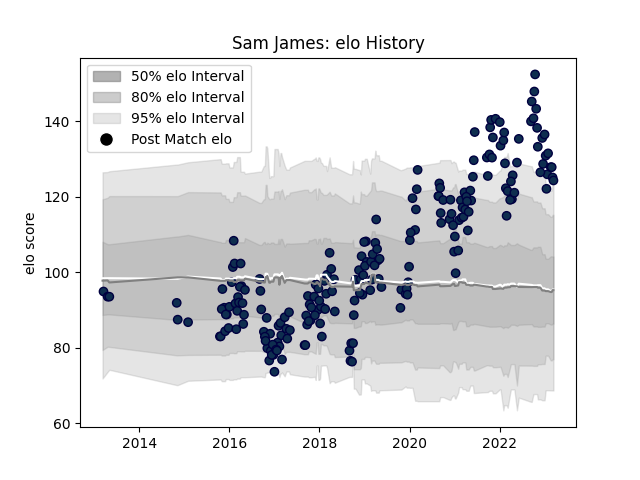 Sam James: elo History
50% elo Interval
80% elo Interval
95% elo Interval
Post Match elo
elo score
140
120
100
80
60
2014
2016
2018
2020
2022